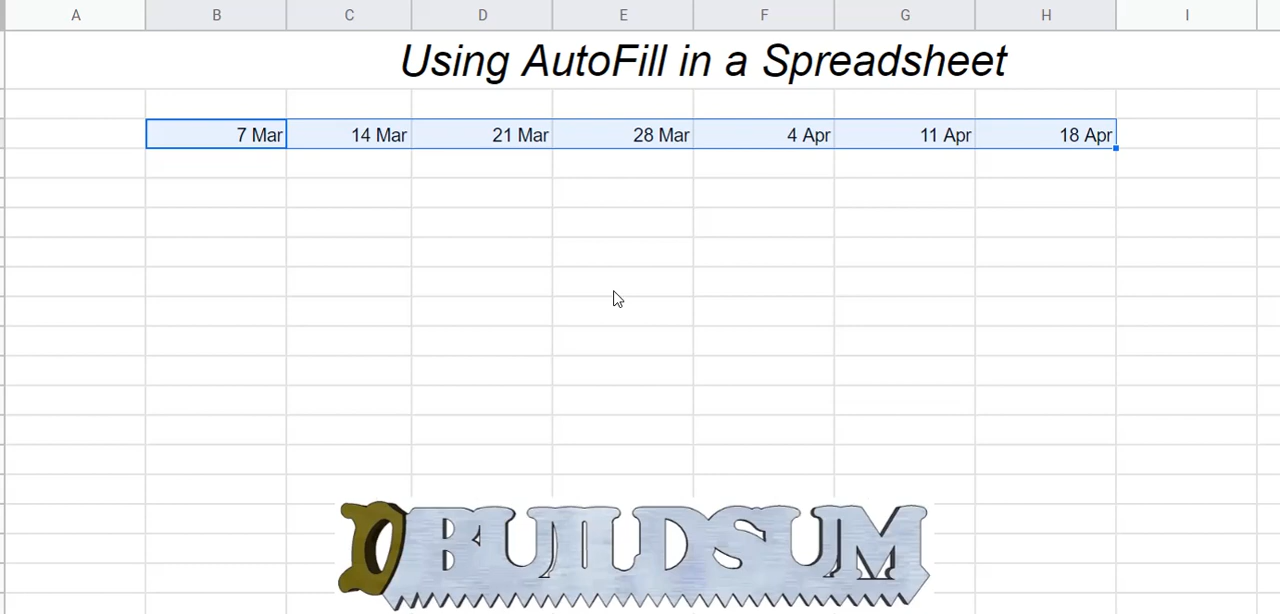 A B C D E F G H I
Using AutoFill in a Spreadsheet
7 Mar 14 Mar 21 Mar 28 Mar 4 Apr 11 Apr 18 Apr
BUILDSUM